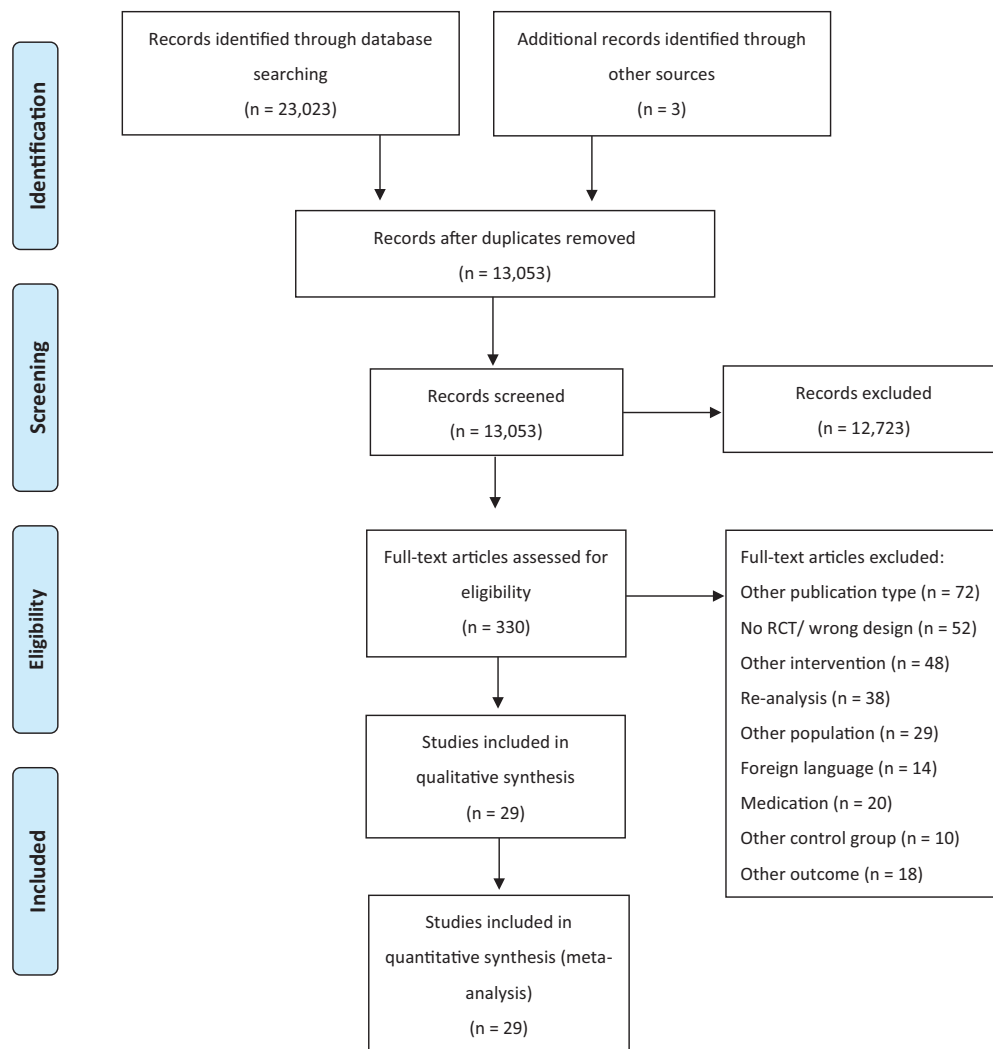 Identification
Records identified through database
searching
(n = 23,023)
Additional records identified through
other sources
(n = 3)
Records after duplicates removed
(n = 13,053)
Screening
Records screened
(n = 13,053)
Records excluded
(n = 12,723)
Eligibility
Full-text articles assessed for
eligibility
(n = 330)
Full-text articles excluded:
Other publication type (n = 72)
No RCT/ wrong design (n = 52)
Other intervention (n = 48)
Re-analysis (n = 38)
Other population (n = 29)
Foreign language (n = 14)
Medication (n = 20)
Other control group (n = 10)
Other outcome (n = 18)
Included
Studies included in
qualitative synthesis
(n = 29)
Studies included in
quantitative synthesis (meta-
analysis)
(n = 29)